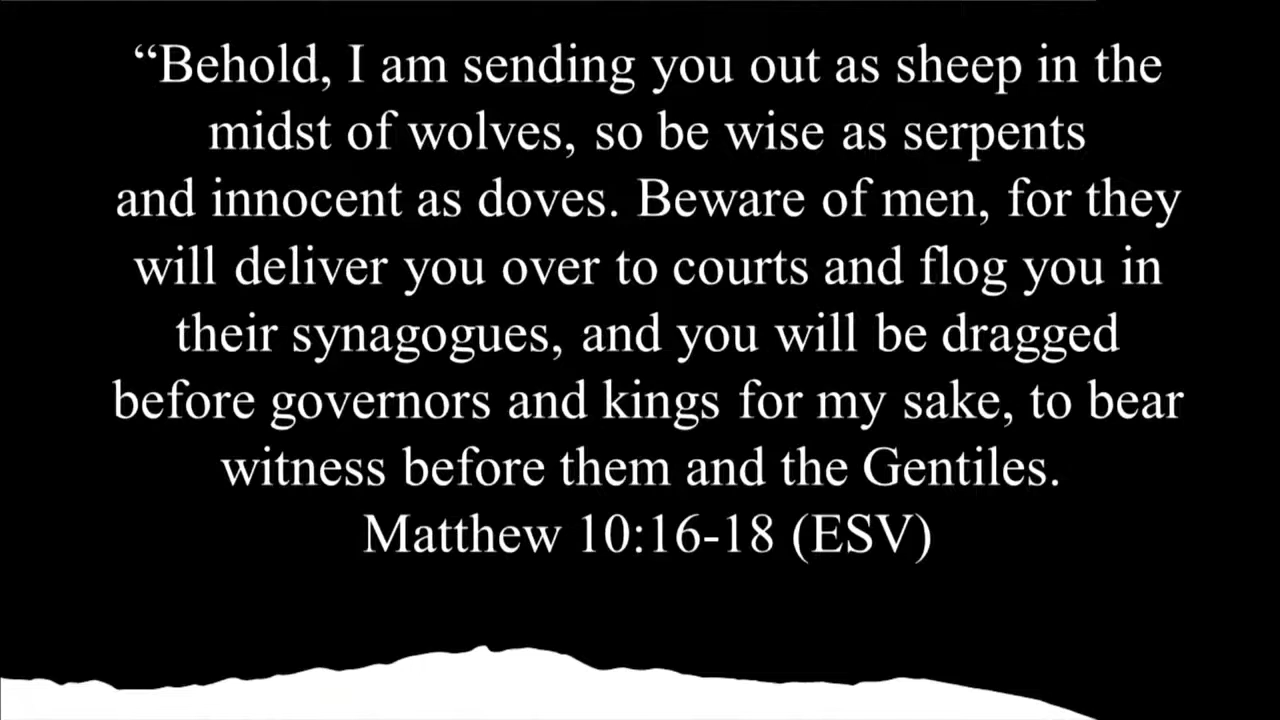 “Behold, I am sending you out as sheep in the
midst of wolves, so be wise as serpents
and innocent as doves. Beware of men, for they
will deliver you over to courts and flog you in
their synagogues, and you will be dragged
before governors and kings for my sake, to bear
witness before them and the Gentiles.
Matthew 10:16-18 (ESV)